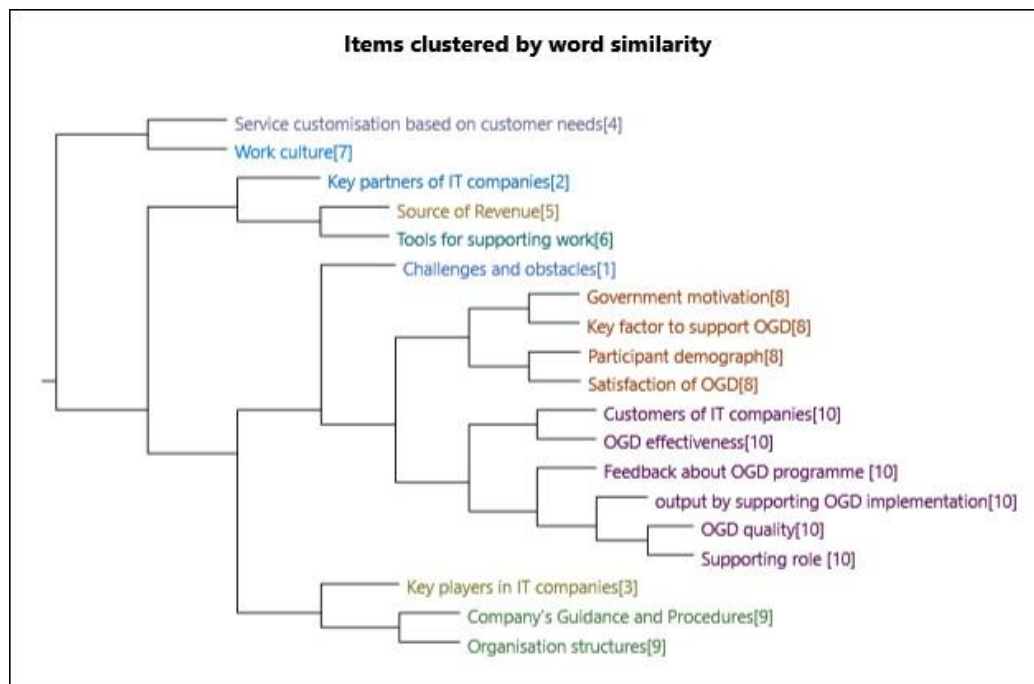 Items clustered by word similarity
Service customisation based on customer needs[4]
Work culture[7]
Key partners of IT companies[2]
Source of Revenue[5]
Tools for supporting work[6]
Challenges and obstacles[1]
Government motivation[8]
Key factor to support OGD[8]
Participant demograph[8]
Satisfaction of OGD[8]
Customers of IT companies[10]
OGD effectiveness[10]
Feedback about OGD programme [10]
output by supporting OGD implementation[10]
OGD quality[10]
Supporting role [10]
Key players in IT companies[3]
Company's Guidance and Procedures[9]
Organisation structures[9]